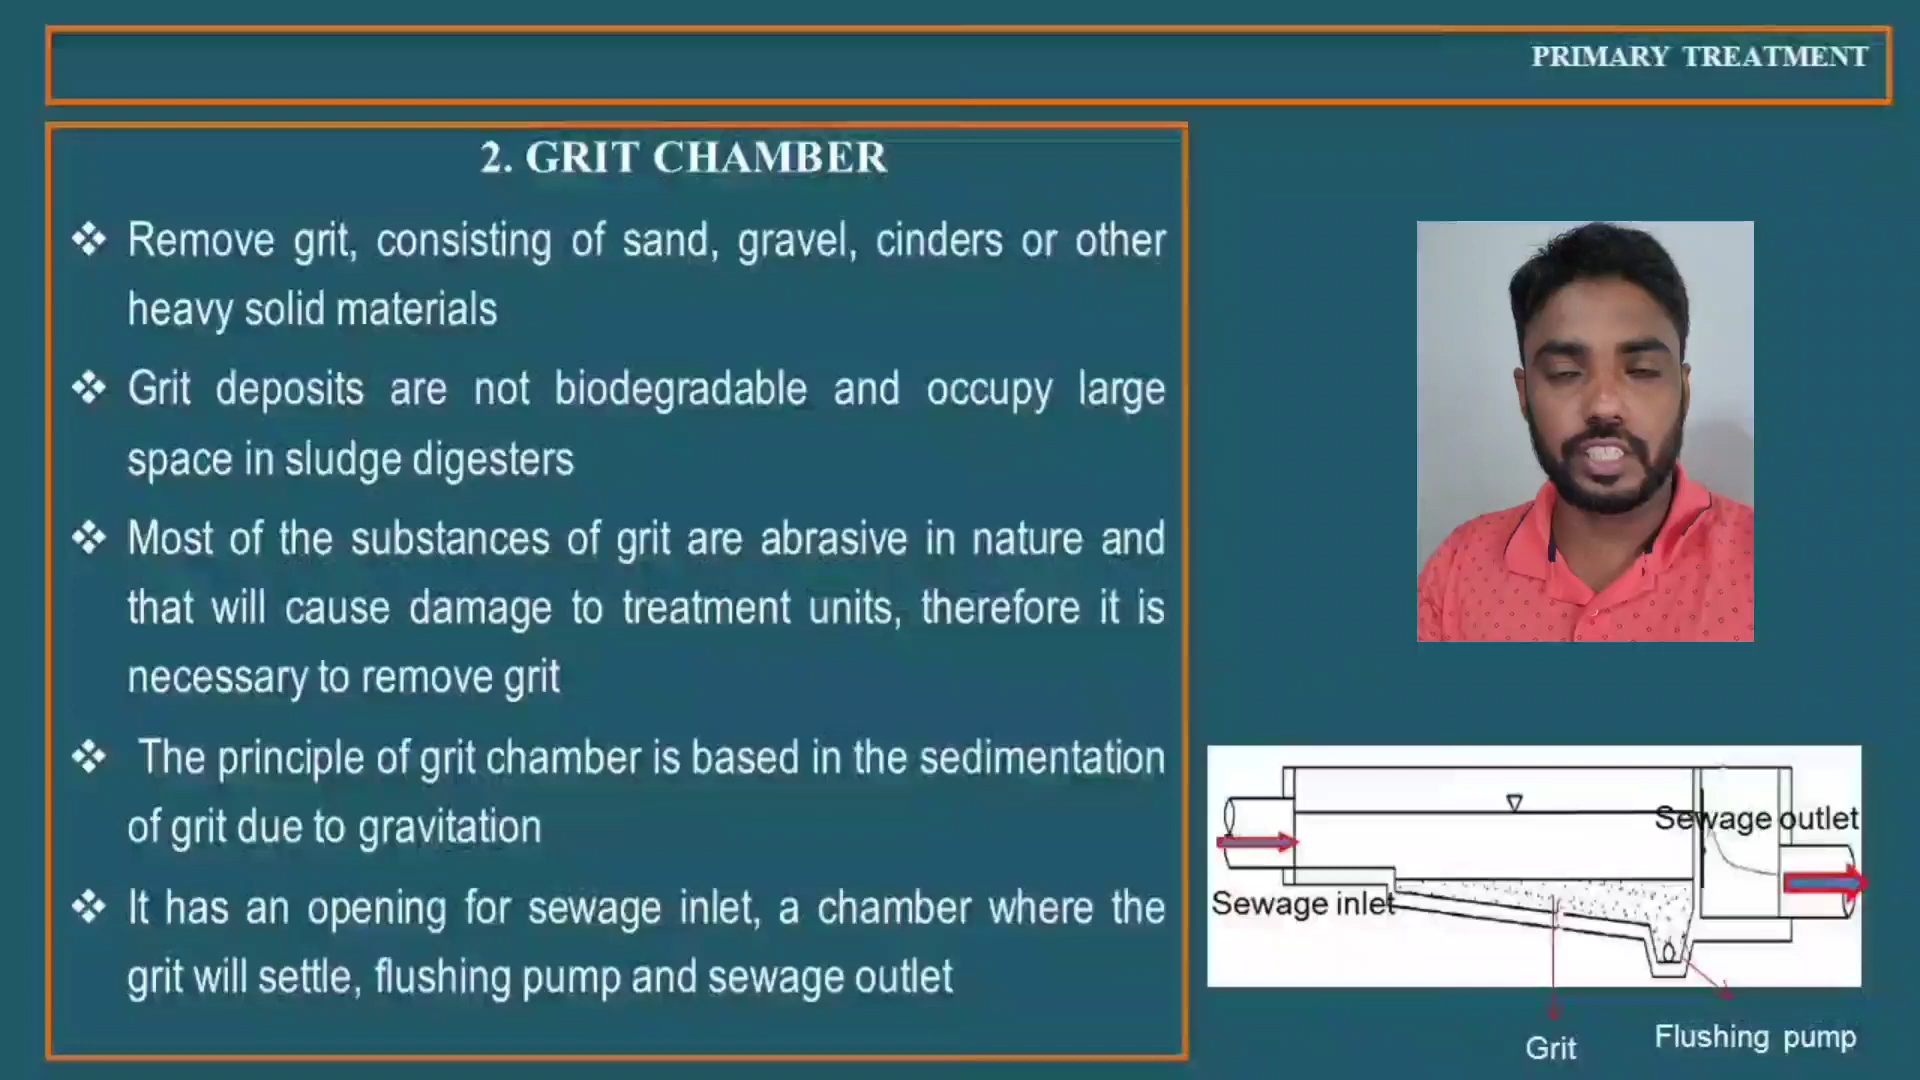 PRIMARY TREATMENT
2. GRIT CHAMBER
❖ Remove grit, consisting of sand, gravel, cinders or other
heavy solid materials
❖ Grit deposits are not biodegradable and occupy large
space in sludge digesters
❖ Most of the substances of grit are abrasive in nature and
that will cause damage to treatment units, therefore it is
necessary to remove grit
❖ The principle of grit chamber is based in the sedimentation
of grit due to gravitation
❖ It has an opening for sewage inlet, a chamber where the
grit will settle, flushing pump and sewage outlet
Sewage outlet
Sewage inlet
Grit
Flushing pump